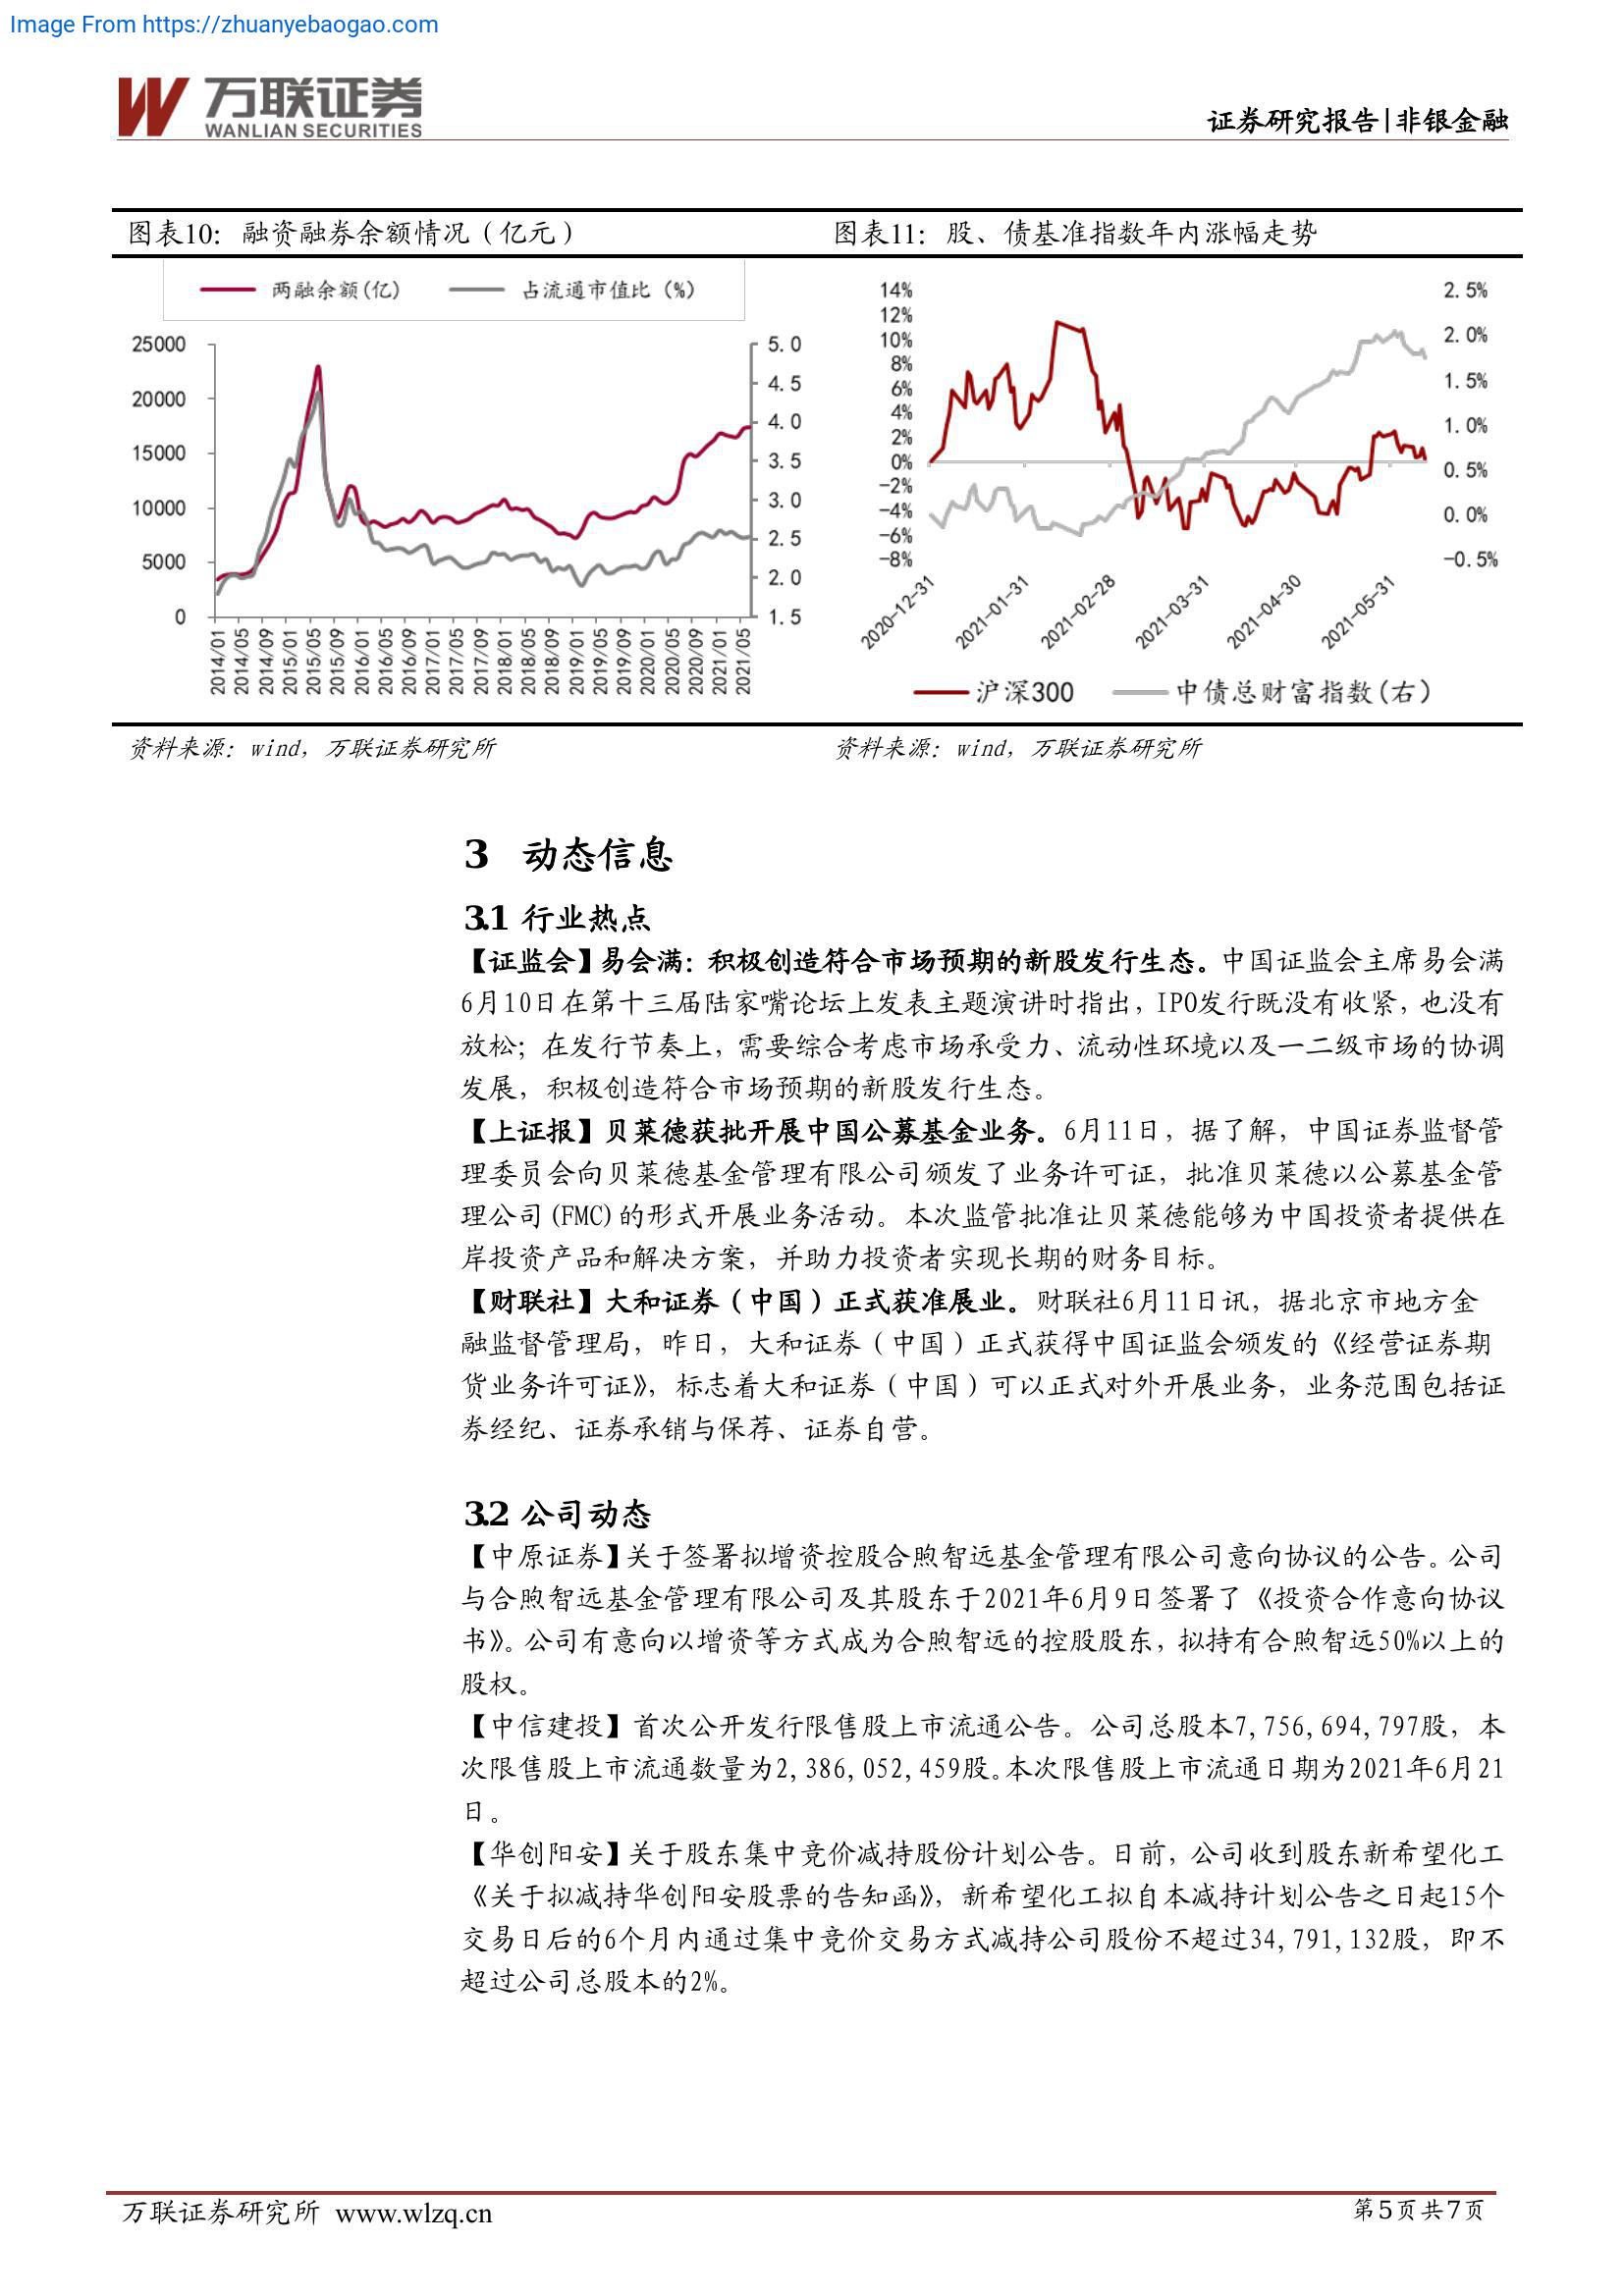 Image From https://zhuanyebaogao.com
万联证券
WANLIAN SECURITIES
证券研究报告|非银金融
图表10：融资融券余额情况（亿元）
图表11：股、债基准指数年内涨幅走势
两融余额(亿) 占流通市值比（%）
25000
20000
15000
10000
5000
0
5.0
4.5
4.0
3.5
3.0
2.5
2.0
1.5
2014/01
2014/05
2014/09
2015/01
2015/05
2015/09
2016/01
2016/05
2016/09
2017/01
2017/05
2017/09
2018/01
2018/05
2018/09
2019/01
2019/05
2019/09
2020/01
2020/05
2020/09
2021/01
2021/05
14%
12%
10%
8%
6%
4%
2%
0%
-2%
-4%
-6%
-8%
2.5%
2.0%
1.5%
1.0%
0.5%
0.0%
-0.5%
2020-12-31
2021-01-31
2021-02-28
2021-03-31
2021-04-30
2021-05-31
沪深300 中债总财富指数(右)
资料来源：wind，万联证券研究所
资料来源：wind，万联证券研究所
3 动态信息
3.1 行业热点
【证监会】易会满：积极创造符合市场预期的新股发行生态。中国证监会主席易会满
6月10日在第十三届陆家嘴论坛上发表主题演讲时指出，IPO发行既没有收紧，也没有
放松；在发行节奏上，需要综合考虑市场承受力、流动性环境以及一二级市场的协调
发展，积极创造符合市场预期的新股发行生态。
【上证报】贝莱德获批开展中国公募基金业务。6月11日，据了解，中国证券监督管
理委员会向贝莱德基金管理有限公司颁发了业务许可证，批准贝莱德以公募基金管
理公司(FMC)的形式开展业务活动。本次监管批准让贝莱德能够为中国投资者提供在
岸投资产品和解决方案，并助力投资者实现长期的财务目标。
【财联社】大和证券（中国）正式获准展业。财联社6月11日讯，据北京市地方金
融监督管理局，昨日，大和证券（中国）正式获得中国证监会颁发的《经营证券期
货业务许可证》，标志着大和证券（中国）可以正式对外开展业务，业务范围包括证
券经纪、证券承销与保荐、证券自营。
3.2 公司动态
【中原证券】关于签署拟增资控股合煦智远基金管理有限公司意向协议的公告。公司
与合煦智远基金管理有限公司及其股东于2021年6月9日签署了《投资合作意向协议
书》。公司有意向以增资等方式成为合煦智远的控股股东，拟持有合煦智远50%以上的
股权。
【中信建投】首次公开发行限售股上市流通公告。公司总股本7,756,694,797股，本
次限售股上市流通数量为2,386,052,459股。本次限售股上市流通日期为2021年6月21
日。
【华创阳安】关于股东集中竞价减持股份计划公告。日前，公司收到股东新希望化工
《关于拟减持华创阳安股票的告知函》，新希望化工拟自本减持计划公告之日起15个
交易日后的6个月内通过集中竞价交易方式减持公司股份不超过34,791,132股，即不
超过公司总股本的2%。
万联证券研究所 www.wlzq.cn
第5页共7页